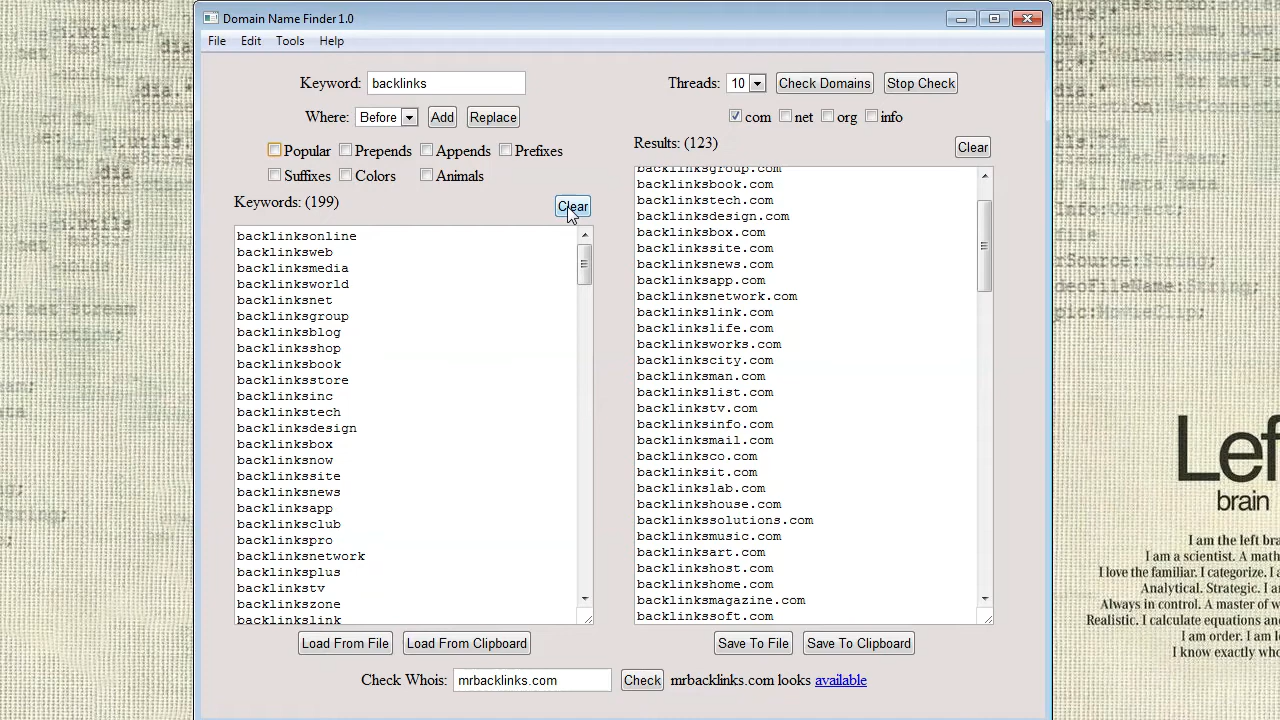 Domain Name Finder 1.0
File Edit Tools Help
Keyword: backlinks
Threads: 10 Check Domains Stop Check
Where: Before Add Replace
com net org info
Popular Prepends Appends Prefixes
Suffixes Colors Animals
Results: (123) Clear
Keywords: (199) Clear
backlinksonline
backlinksweb
backlinksmedia
backlinksworld
backlinksnet
backlinksgroup
backlinksblog
backlinksshop
backlinksbook
backlinksstore
backlinksinc
backlinkstech
backlinksdesign
backlinksbox
backlinksnow
backlinkssite
backlinksnews
backlinksapp
backlinksclub
backlinkspro
backlinksnetwork
backlinksplus
backlinkstv
backlinkszone
backlinkslink
backlinksgroup.com
backlinksbook.com
backlinkstech.com
backlinksdesign.com
backlinksbox.com
backlinkssite.com
backlinksnews.com
backlinksapp.com
backlinksnetwork.com
backlinkslink.com
backlinkslife.com
backlinksworks.com
backlinkscity.com
backlinksman.com
backlinkslist.com
backlinkstv.com
backlinksinfo.com
backlinksmail.com
backlinksco.com
backlinksit.com
backlinkslab.com
backlinkshouse.com
backlinkssolutions.com
backlinksmusic.com
backlinksart.com
backlinkshost.com
backlinkshome.com
backlinksmagazine.com
backlinkssoft.com
Load From File Load From Clipboard
Save To File Save To Clipboard
Check Whois: mrbacklinks.com Check mrbacklinks.com looks available
Lef
brain
I am the left bra
I am a scientist. A math
I love the familiar. I categorize. I a
Analytical. Strategic. I am
Always in control. A master of w
Realistic. I calculate equations an
I am order. I am l
I know exactly who